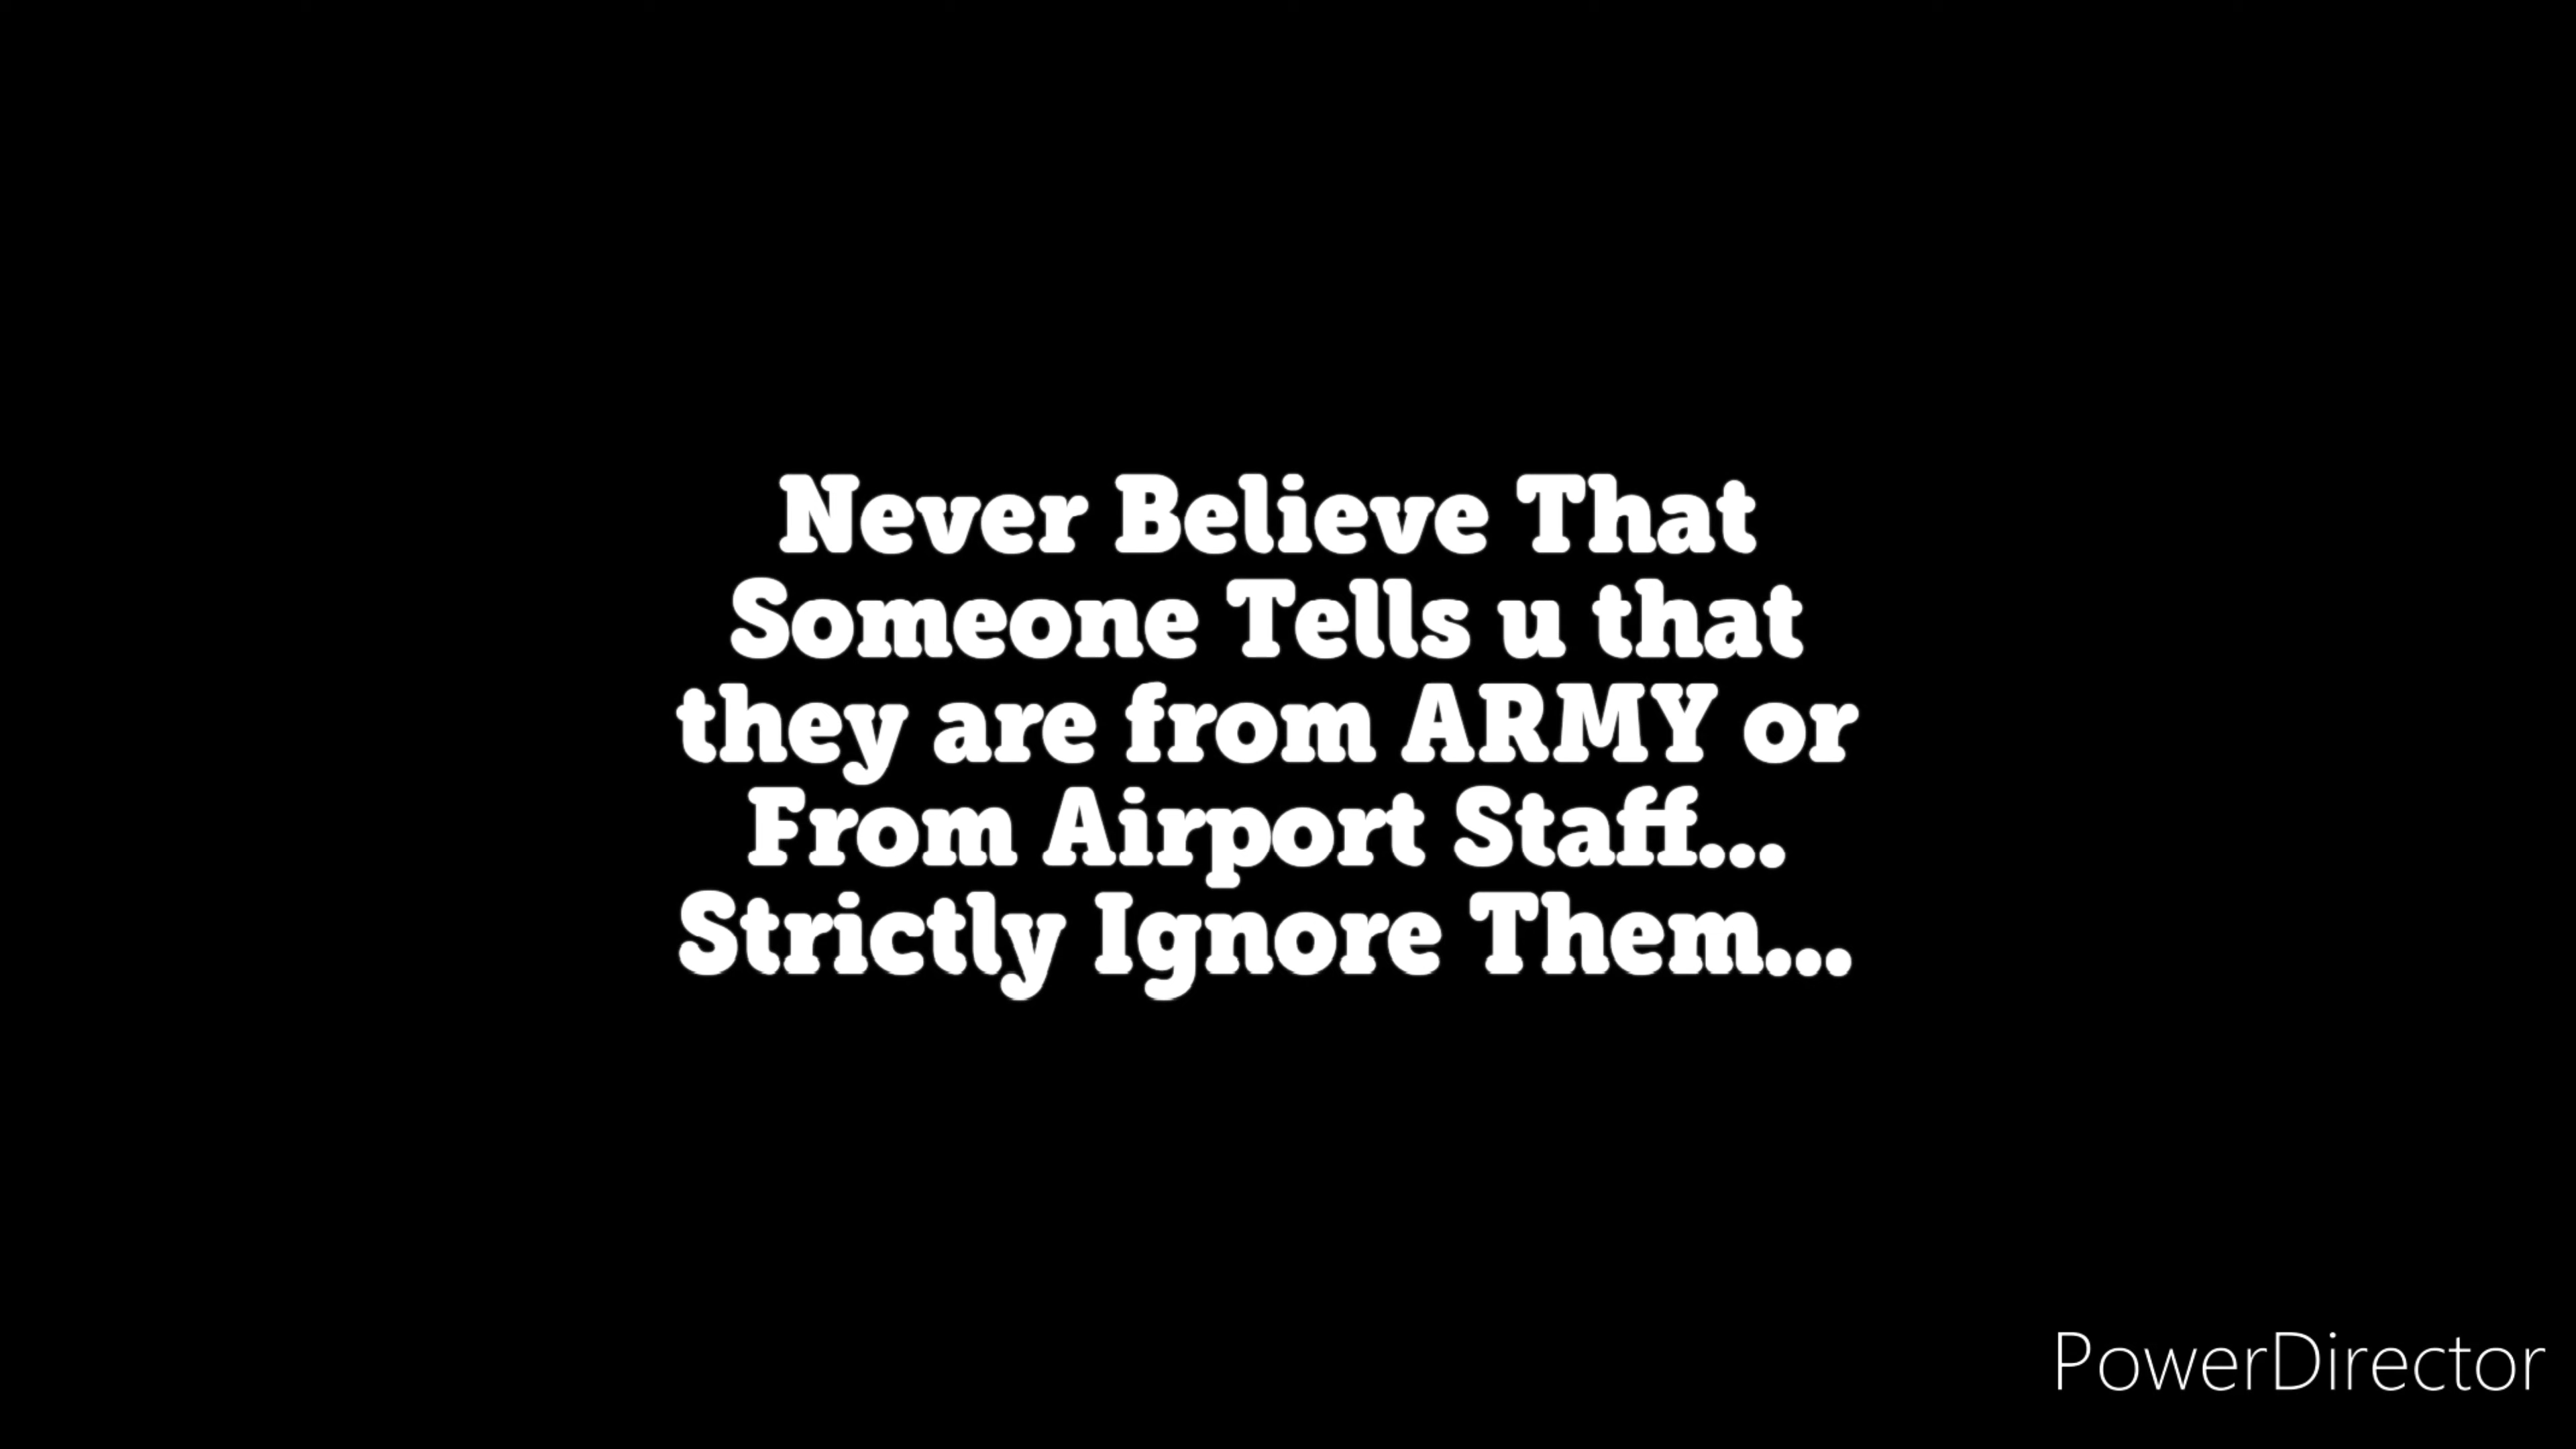 Never Believe That
Someone Tells u that
they are from ARMY or
From Airport Staff...
Strictly Ignore Them...
PowerDirector